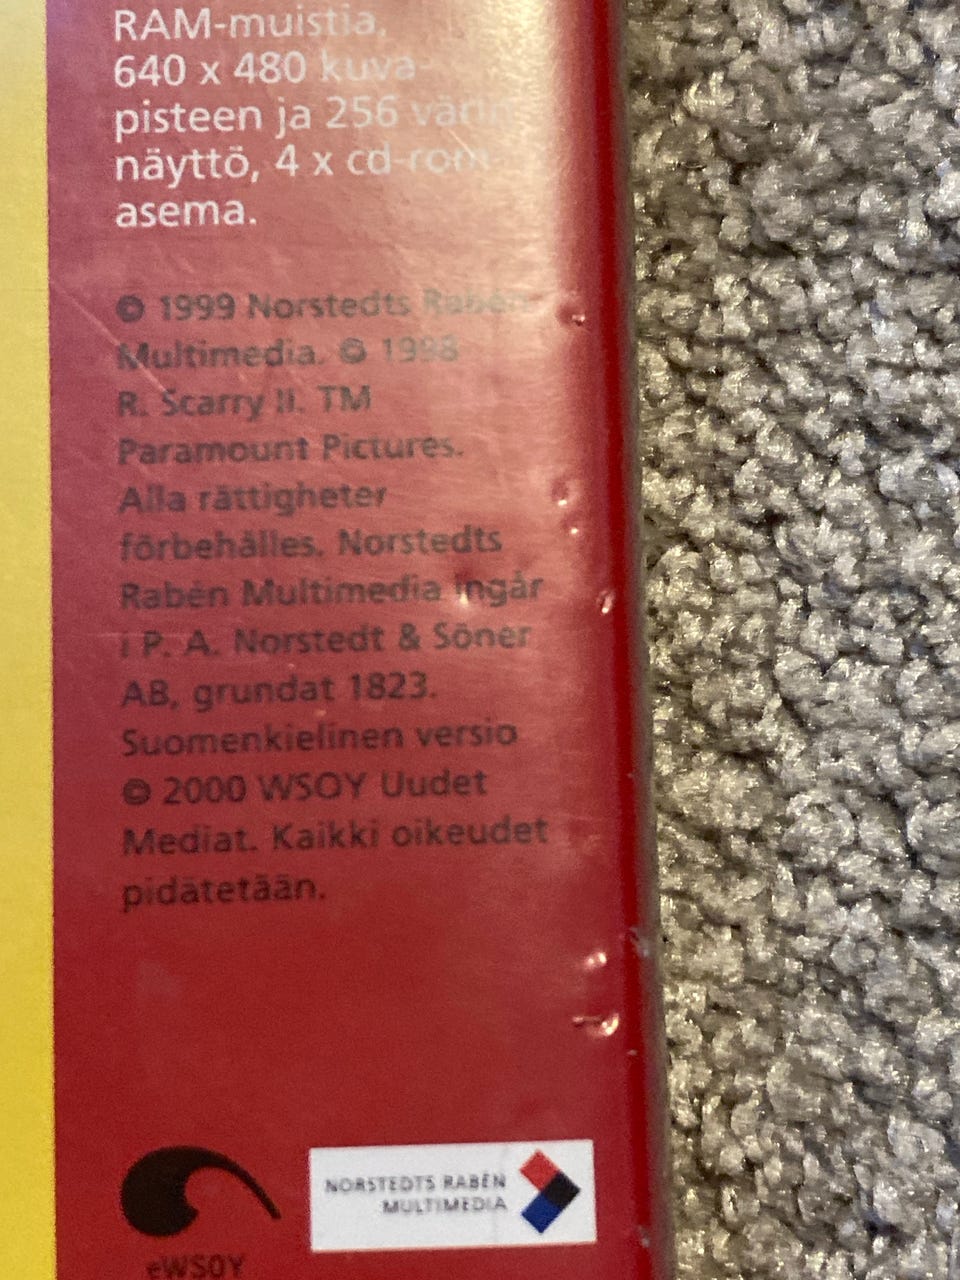 RAM-muistia,
640 x 480 kuva-
pisteen ja 256 värin
näyttö, 4 x cd-rom-
asema.
© 1999 Norstedts Rabén
Multimedia. © 1998
R. Scarry II. TM
Paramount Pictures.
Alla rättigheter
förbehålles. Norstedts
Rabén Multimedia ingår
i P. A. Norstedt & Söner
AB, grundat 1823.
Suomenkielinen versio
© 2000 WSOY Uudet
Mediat. Kaikki oikeudet
pidätetään.
NORSTEDTS RABÉN
MULTIMEDIA
eWSOY